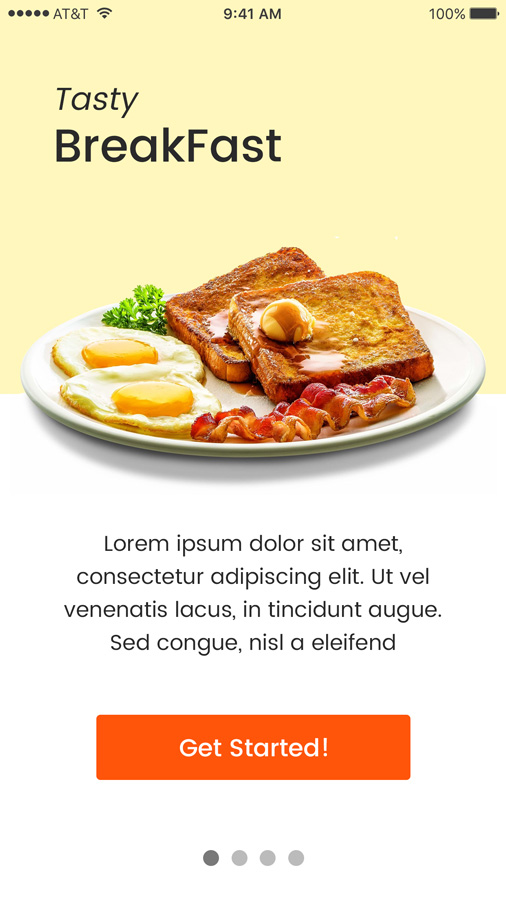 AT&T 9:41 AM 100%
Tasty
BreakFast
Lorem ipsum dolor sit amet,
consectetur adipiscing elit. Ut vel
venenatis lacus, in tincidunt augue.
Sed congue, nisl a eleifend
Get Started!